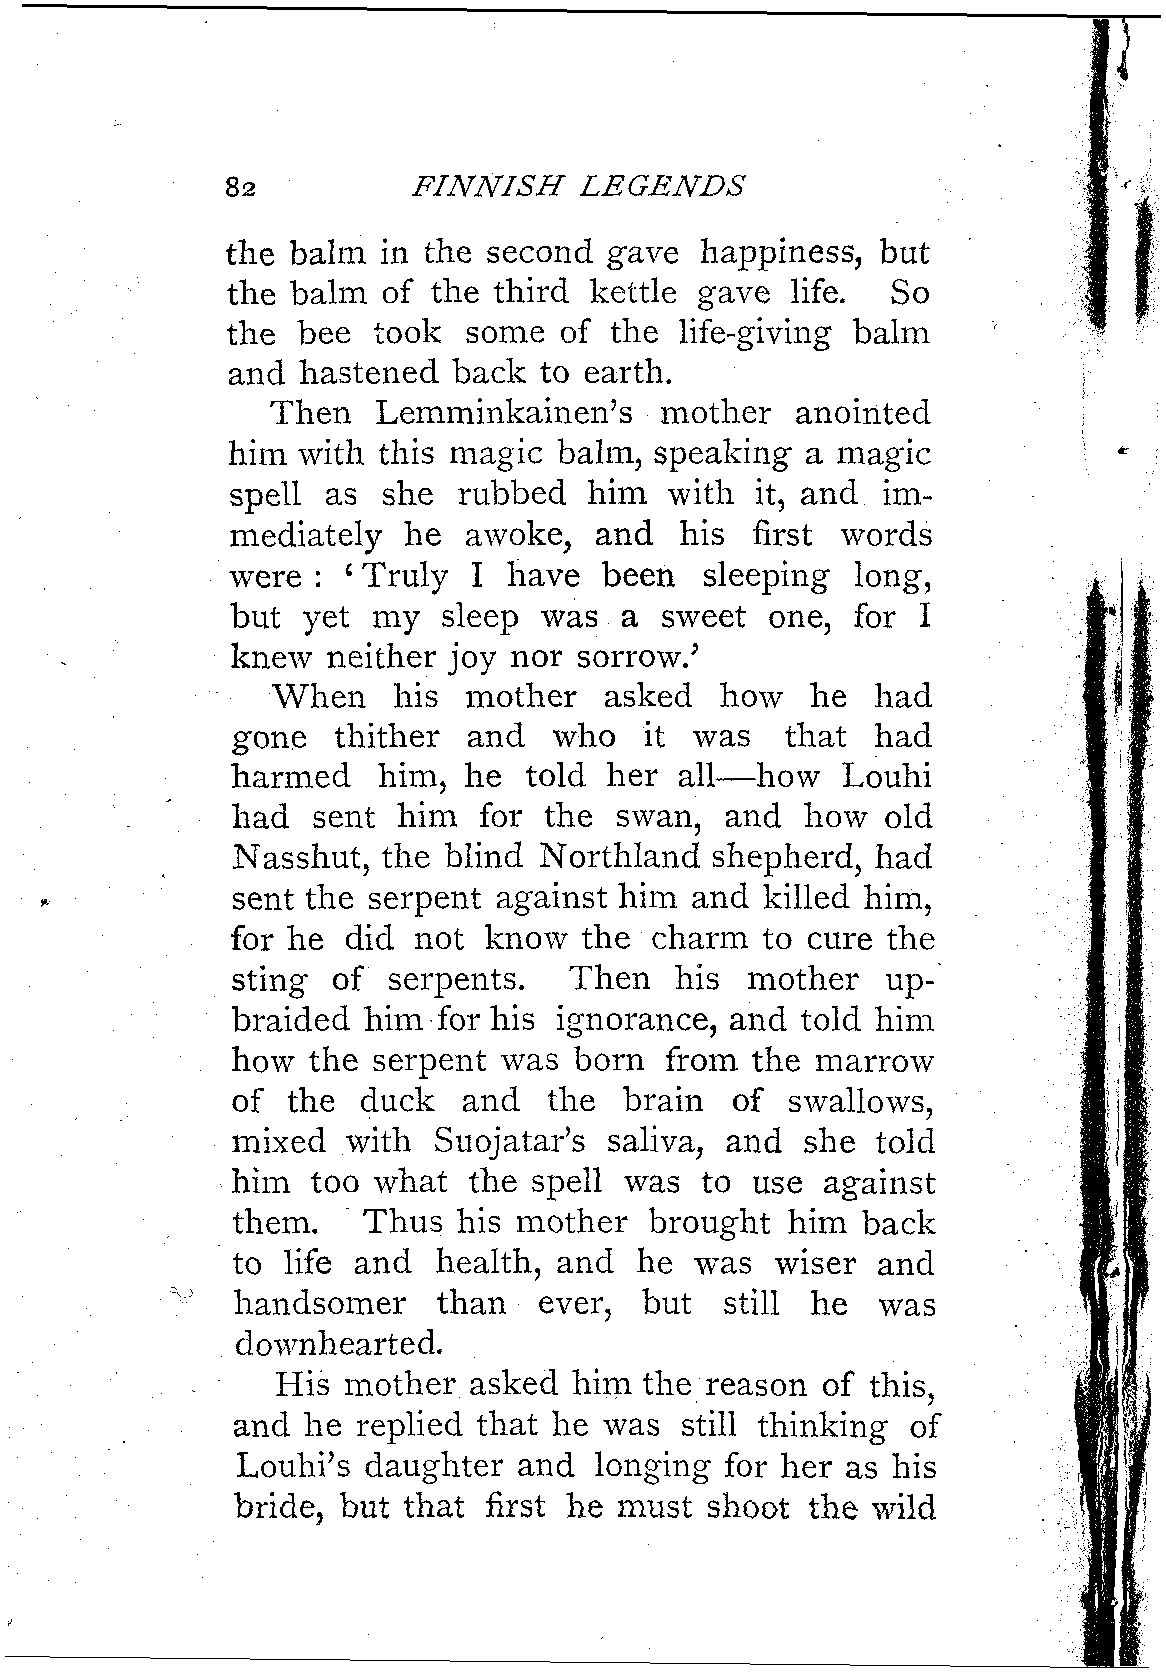 82 FINNISH LEGENDS
the balm in the second gave happiness, but
the balm of the third kettle gave life. So
the bee took some of the life-giving balm
and hastened back to earth.
Then Lemminkainen's mother anointed
him with this magic balm, speaking a magic
spell as she rubbed him with it, and im-
mediately he awoke, and his first words
were : ‘ Truly I have been sleeping long,
but yet my sleep was a sweet one, for I
knew neither joy nor sorrow.’
When his mother asked how he had
gone thither and who it was that had
harmed him, he told her all—how Louhi
had sent him for the swan, and how old
Nasshut, the blind Northland shepherd, had
sent the serpent against him and killed him,
for he did not know the charm to cure the
sting of serpents. Then his mother up-
braided him for his ignorance, and told him
how the serpent was born from the marrow
of the duck and the brain of swallows,
mixed with Suojatar's saliva, and she told
him too what the spell was to use against
them. Thus his mother brought him back
to life and health, and he was wiser and
handsomer than ever, but still he was
downhearted.
His mother asked him the reason of this,
and he replied that he was still thinking of
Louhi's daughter and longing for her as his
bride, but that first he must shoot the wild